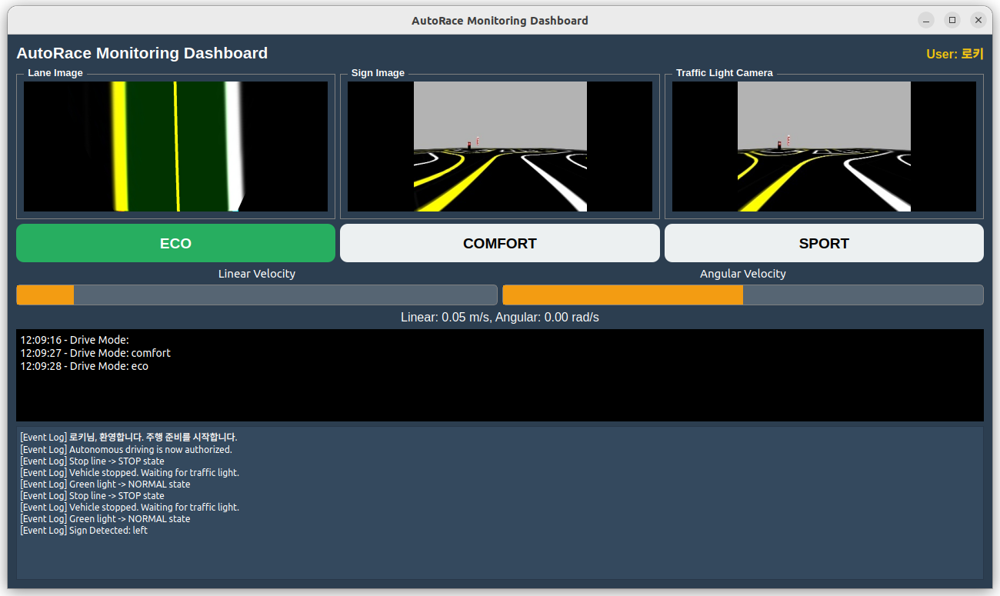 AutoRace Monitoring Dashboard
AutoRace Monitoring Dashboard
User: 로키
Lane Image
Sign Image
Traffic Light Camera
ECO
COMFORT
SPORT
Linear Velocity
Angular Velocity
Linear: 0.05 m/s, Angular: 0.00 rad/s
12:09:16 - Drive Mode:
12:09:27 - Drive Mode: comfort
12:09:28 - Drive Mode: eco
[Event Log] 로키님, 환영합니다. 주행 준비를 시작합니다.
[Event Log] Autonomous driving is now authorized.
[Event Log] Stop line -> STOP state
[Event Log] Vehicle stopped. Waiting for traffic light.
[Event Log] Green light -> NORMAL state
[Event Log] Stop line -> STOP state
[Event Log] Vehicle stopped. Waiting for traffic light.
[Event Log] Green light -> NORMAL state
[Event Log] Sign Detected: left